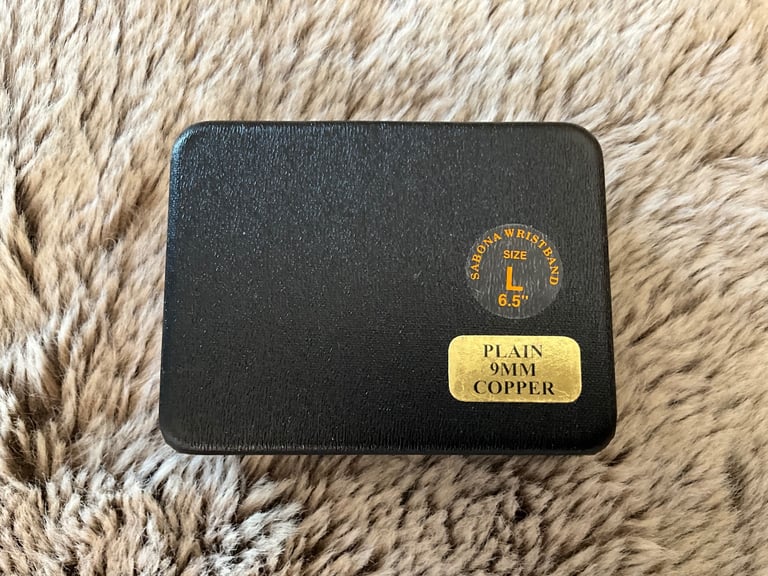 SABONA WRISTBAND
SIZE
L
6.5"
PLAIN
9MM
COPPER